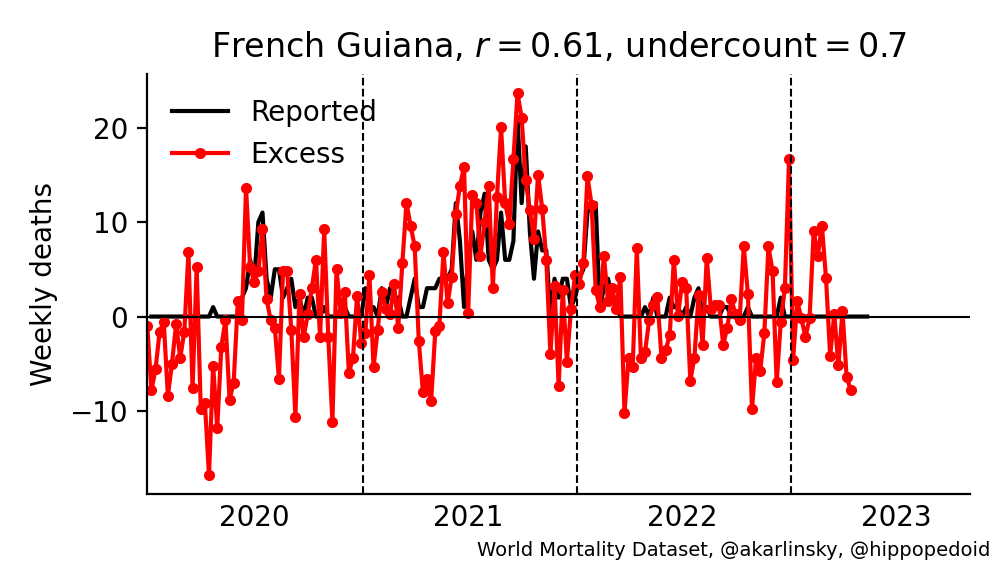 French Guiana, r = 0.61, undercount = 0.7
Reported
Excess
Weekly deaths
20
10
0
−10
2020
2021
2022
2023
World Mortality Dataset, @akarlinsky, @hippopedoid